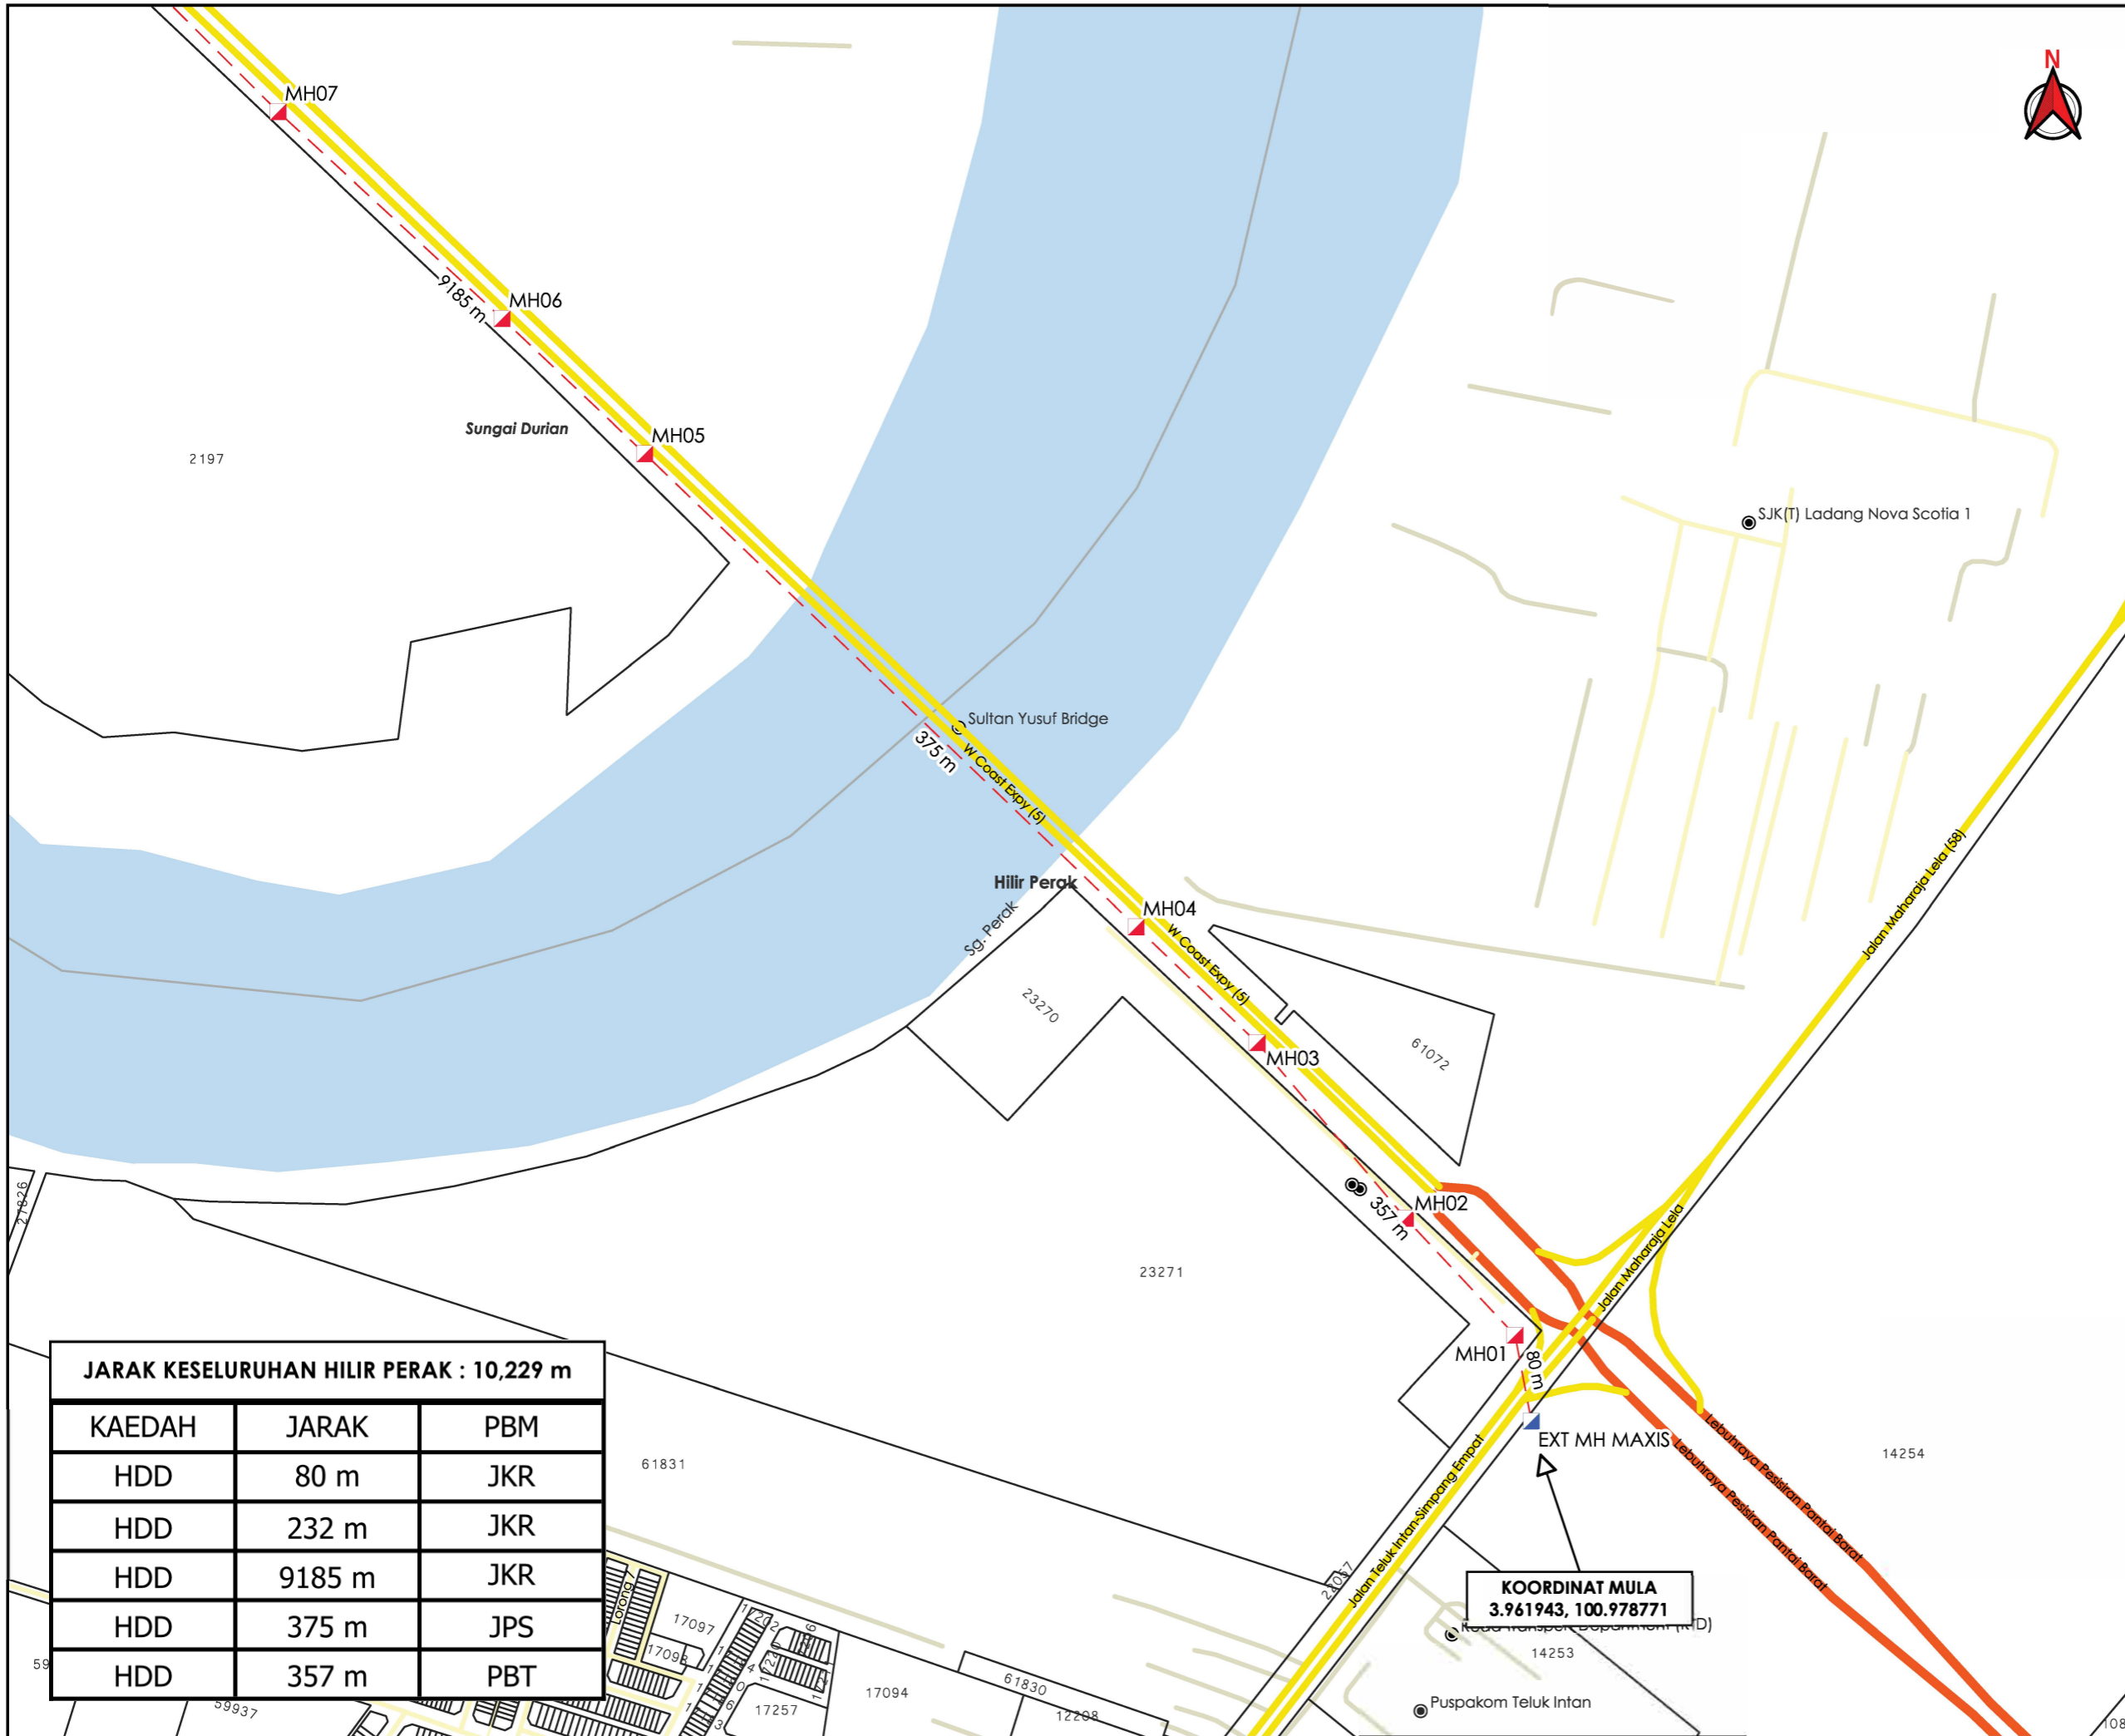 N
MH07
MH06
9185 m
Sungai Durian
MH05
2197
SJK(T) Ladang Nova Scotia 1
Sultan Yusuf Bridge
375 m
W Coast Expy (5)
Jalan Maharaja Lela (58)
Hilir Perak
MH04
Sg. Perak
W Coast Expy (5)
23270
MH03
61072
27826
MH02
357 m
Jalan Maharaja Lela
23271
MH01
80 m
EXT MH MAXIS
Lebuhraya Pesisiran Pantai Barat
Lebuhraya Pesisiran Pantai Barat
14254
Jalan Teluk Intan-Simpang Empat
61831
JARAK KESELURUHAN HILIR PERAK : 10,229 m
KAEDAH JARAK PBM
HDD 80 m JKR
HDD 232 m JKR
HDD 9185 m JKR
HDD 375 m JPS
HDD 357 m PBT
KOORDINAT MULA
3.961943, 100.978771
14253
Lorong 7
17097
17202
17094
61830
12208
17257
59937
Puspakom Teluk Intan